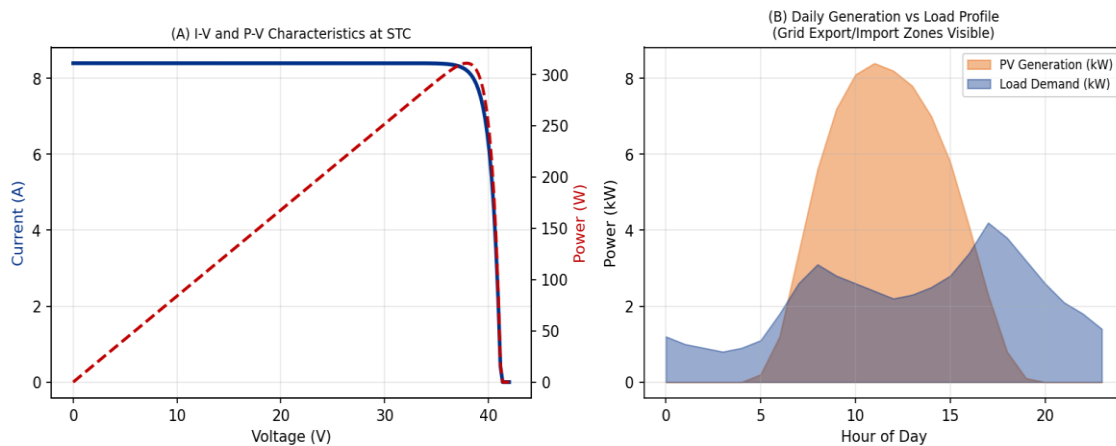 (A) I-V and P-V Characteristics at STC
8
6
4
2
0
Current (A)
300
250
200
150
100
50
0
Power (W)
0 10 20 30 40
Voltage (V)
(B) Daily Generation vs Load Profile
(Grid Export/Import Zones Visible)
PV Generation (kW)
Load Demand (kW)
8
6
4
2
0
Power (kW)
0 5 10 15 20
Hour of Day